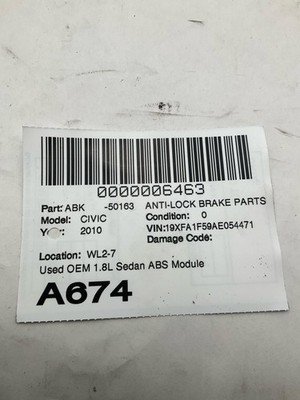 0000006463
Part: ABK -50163 ANTI-LOCK BRAKE PARTS
Model: CIVIC Condition: 0
Year: 2010 VIN:19XFA1F59AE054471
Damage Code:
Location: WL2-7
Used OEM 1.8L Sedan ABS Module
A674